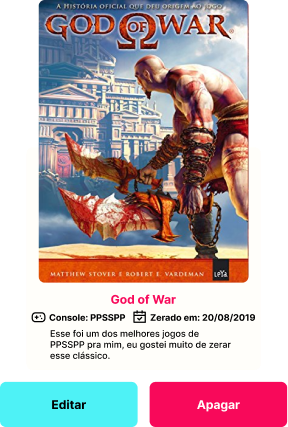 A HISTÓRIA OFICIAL QUE DEU ORIGEM AO JOGO
GOD OF WAR
MATTHEW STOVER E ROBERT E. VARDEMAN
LeYa
God of War
Console: PPSSPP Zerado em: 20/08/2019
Esse foi um dos melhores jogos de
PPSSPP pra mim, eu gostei muito de zerar
esse clássico.
Editar Apagar